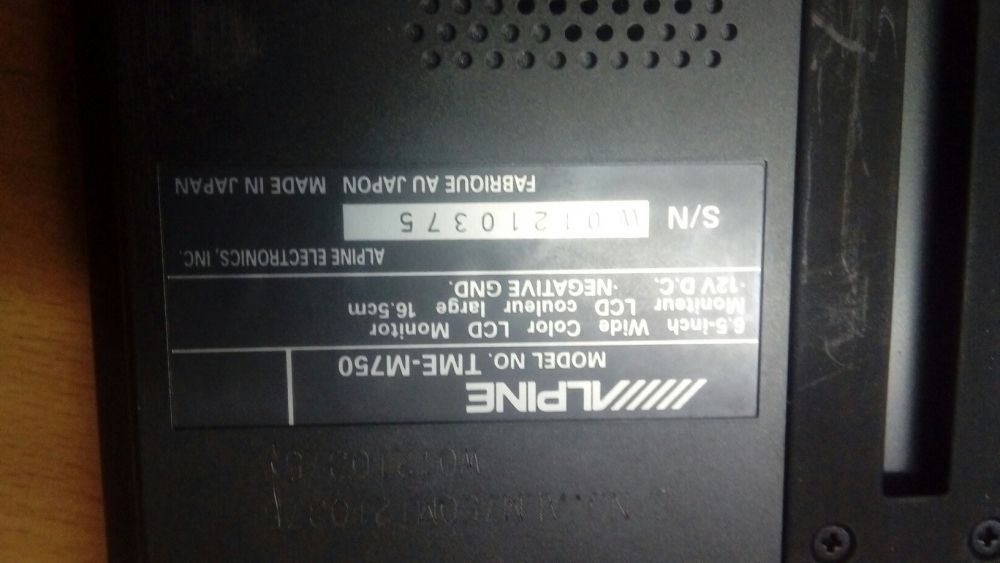 ALPINE
MODEL NO. TME-M750
6.5-inch Wide Color LCD Monitor
Moniteur LCD couleur large 16.5cm
·12V D.C. ·NEGATIVE GND.
ALPINE ELECTRONICS, INC.
S/N W01210375
FABRIQUE AU JAPON MADE IN JAPAN